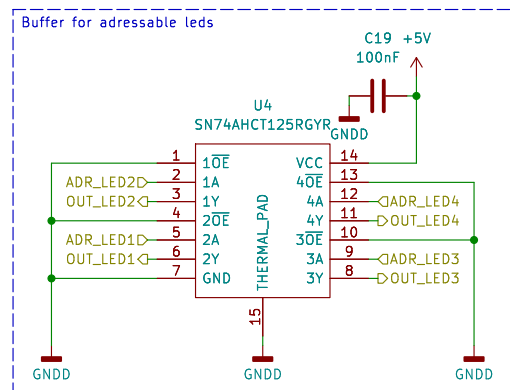 Buffer for adressable leds
C19 +5V
100nF
GNDD
U4
SN74AHCT125RGYR
1 1OE VCC 14
ADR_LED2 2 1A 4OE 13
OUT_LED2 3 1Y 4A 12 ADR_LED4
4 2OE 4Y 11 OUT_LED4
ADR_LED1 5 2A 3OE 10
OUT_LED1 6 2Y 3A 9 ADR_LED3
7 GND 3Y 8 OUT_LED3
THERMAL_PAD
15
GNDD GNDD GNDD